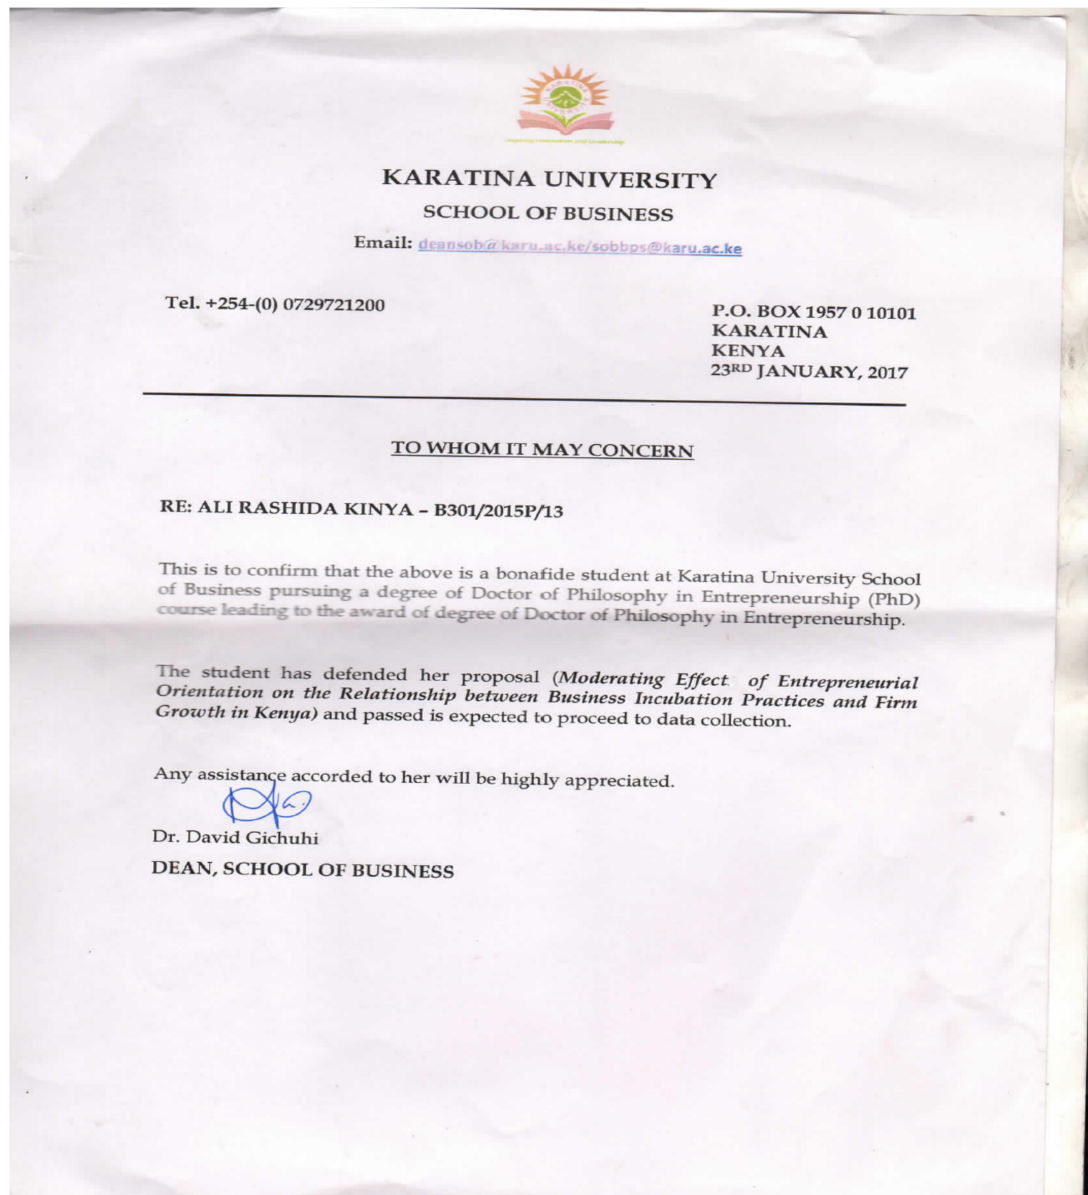 KARATINA UNIVERSITY
SCHOOL OF BUSINESS
Email: deansob@karu.ac.ke/sobbps@karu.ac.ke
Tel. +254-(0) 0729721200
P.O. BOX 1957 0 10101
KARATINA
KENYA
23RD JANUARY, 2017
TO WHOM IT MAY CONCERN
RE: ALI RASHIDA KINYA – B301/2015P/13
This is to confirm that the above is a bonafide student at Karatina University School
of Business pursuing a degree of Doctor of Philosophy in Entrepreneurship (PhD)
course leading to the award of degree of Doctor of Philosophy in Entrepreneurship.
The student has defended her proposal (Moderating Effect of Entrepreneurial
Orientation on the Relationship between Business Incubation Practices and Firm
Growth in Kenya) and passed is expected to proceed to data collection.
Any assistance accorded to her will be highly appreciated.
Dr. David Gichuhi
DEAN, SCHOOL OF BUSINESS